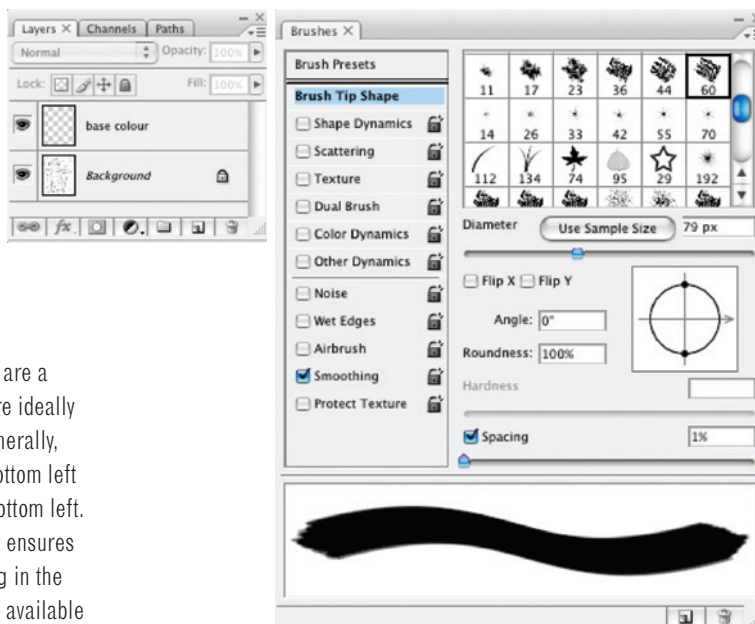 Layers × Channels Paths
Normal Opacity: 100%
Lock: Fill: 100%
base colour
Background
fx.
Brushes ×
Brush Presets
Brush Tip Shape
Shape Dynamics
Scattering
Texture
Dual Brush
Color Dynamics
Other Dynamics
Noise
Wet Edges
Airbrush
Smoothing
Protect Texture
11 17 23 36 44 60
14 26 33 42 55 70
112 134 74 95 29 192
Diameter Use Sample Size 79 px
Flip X Flip Y
Angle: 0°
Roundness: 100%
Hardness
Spacing 1%
are a
re ideally
nerally,
ottom left
ottom left.
ensures
g in the
available